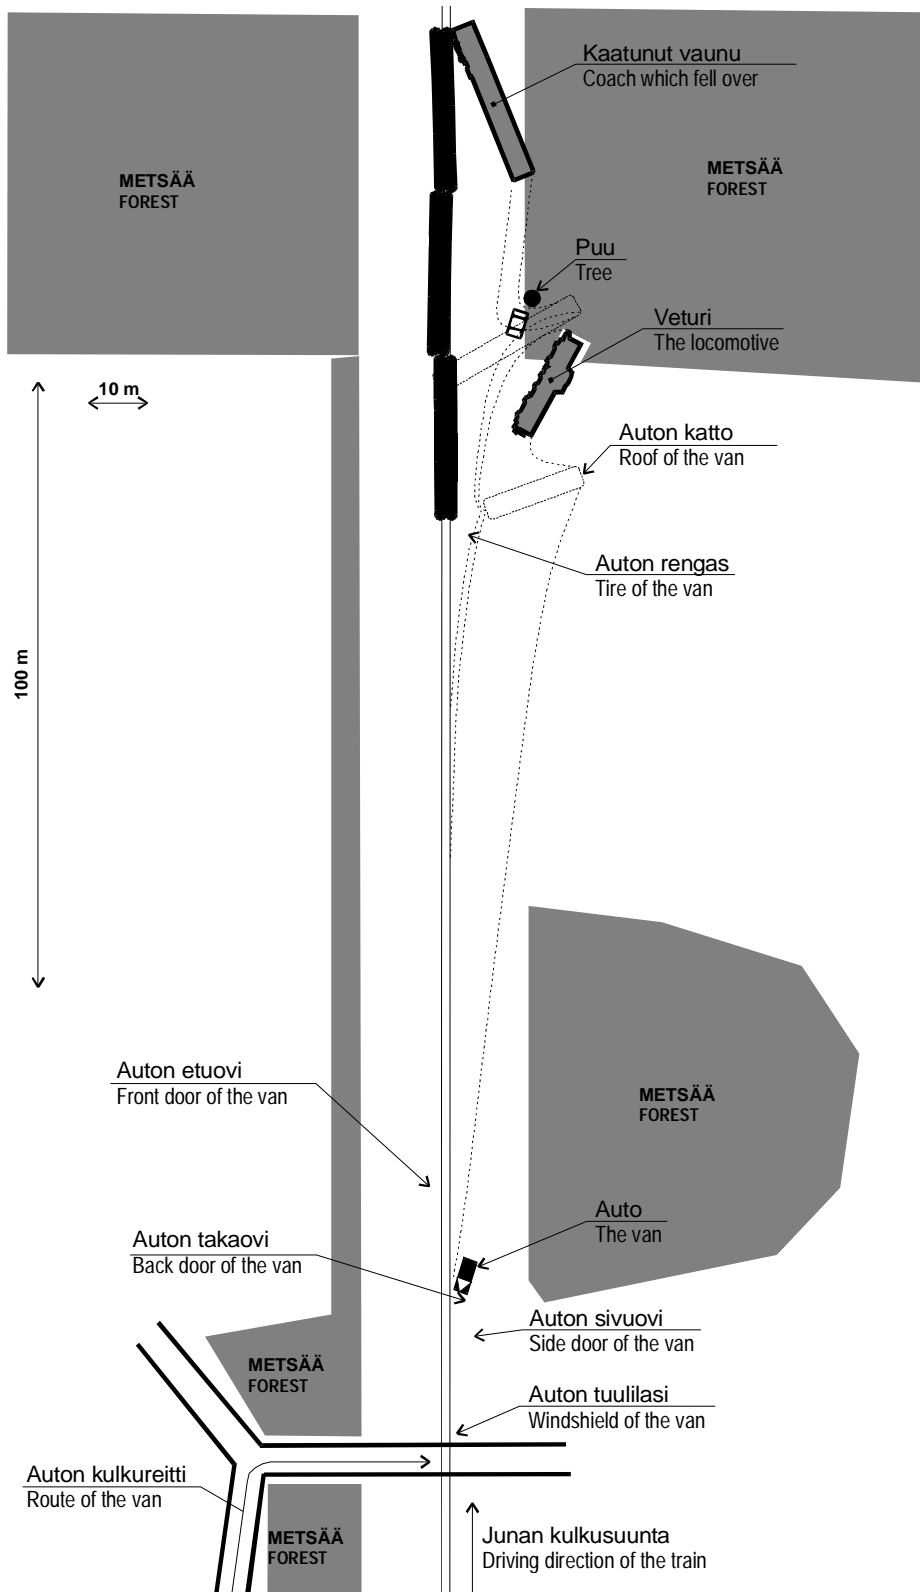 Kaatunut vaunu
Coach which fell over
METSÄÄ
FOREST
METSÄÄ
FOREST
Puu
Tree
Veturi
The locomotive
10 m
Auton katto
Roof of the van
Auton rengas
Tire of the van
100 m
Auton etuovi
Front door of the van
METSÄÄ
FOREST
Auto
The van
Auton takaovi
Back door of the van
Auton sivuovi
Side door of the van
METSÄÄ
FOREST
Auton tuulilasi
Windshield of the van
Auton kulkureitti
Route of the van
METSÄÄ
FOREST
Junan kulkusuunta
Driving direction of the train